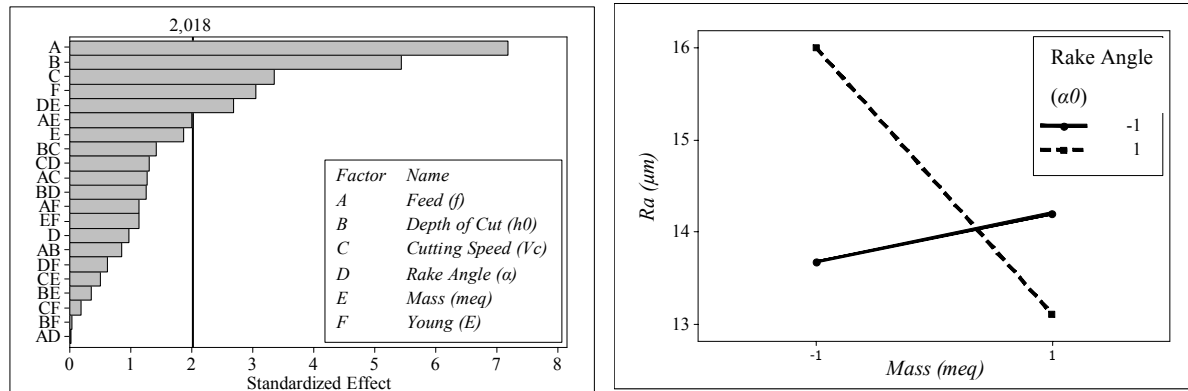 2,018
A
B
C
F
DE
AE
E
BC
CD
AC
BD
AF
EF
D
AB
DF
CE
BE
CF
BF
AD
0 1 2 3 4 5 6 7 8
Standardized Effect
Factor Name
A Feed (f)
B Depth of Cut (h0)
C Cutting Speed (Vc)
D Rake Angle (α)
E Mass (meq)
F Young (E)
16
15
14
13
Ra (μm)
-1 1
Mass (meq)
Rake Angle
(α0)
-1
1